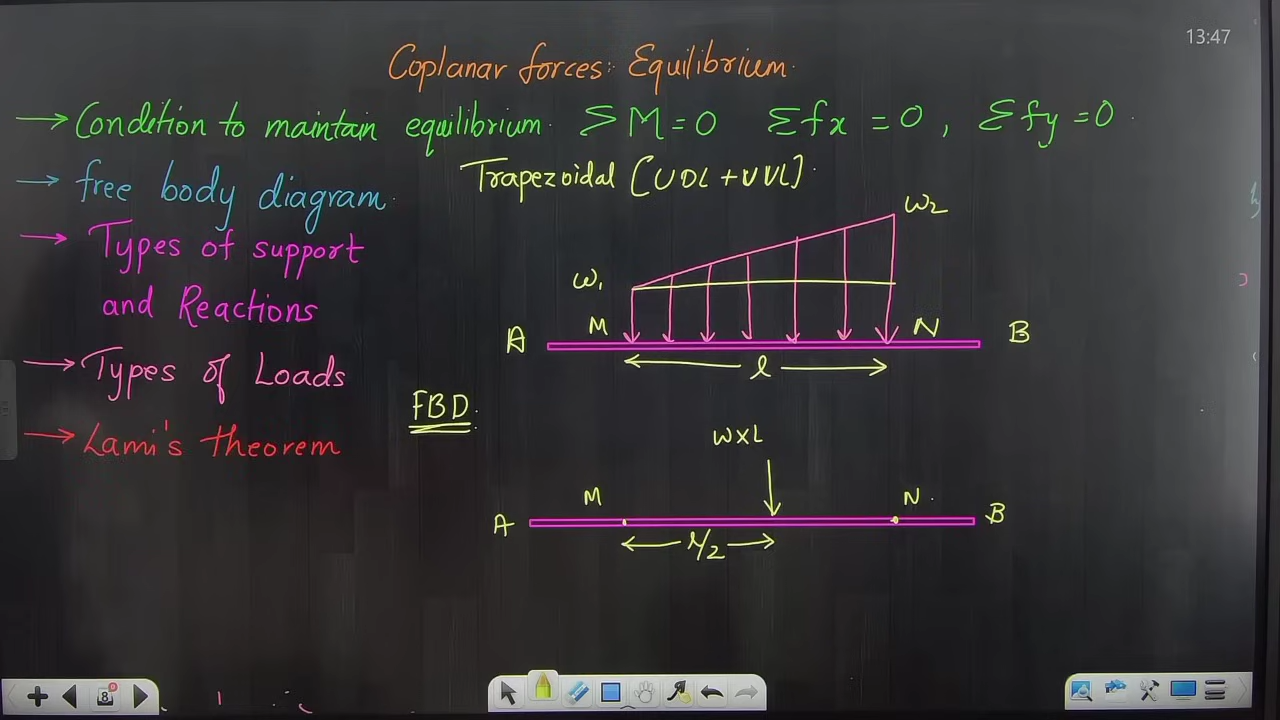 13:47
Coplanar forces: Equilibrium.
→ Condition to maintain equilibrium. ΣM=0 Σfx=0, Σfy=0.
→ free body diagram.
Trapezoidal [UDL+UVL].
→ Types of support
and Reactions
→ Types of Loads
→ Lami's theorem
w₂
w₁
M N
A B
l
FBD.
W×L
M N.
A B
l/2
8